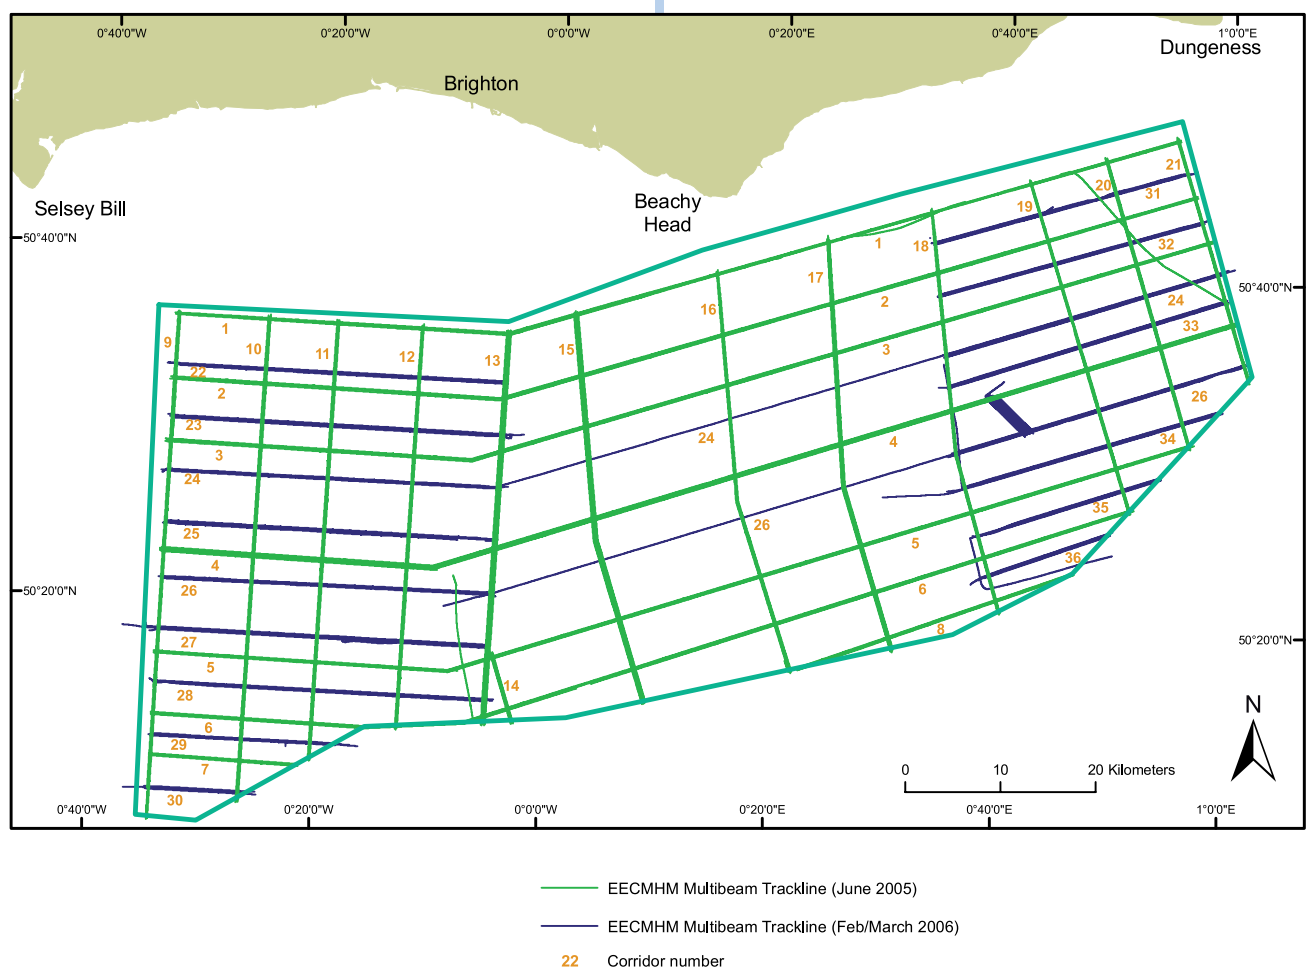 0°40'0"W
0°20'0"W
0°0'0"W
0°20'0"E
0°40'0"E
1°0'0"E
Dungeness
Brighton
Selsey Bill
Beachy
Head
50°40'0"N
50°40'0"N
50°20'0"N
50°20'0"N
21
20
31
19
1
18
32
17
16
2
24
33
9
1
10
11
12
13
15
3
22
2
26
23
24
4
34
3
24
25
26
35
5
4
36
26
6
27
8
5
14
28
6
29
7
30
N
0
10
20 Kilometers
0°40'0"W
0°20'0"W
0°0'0"W
0°20'0"E
0°40'0"E
1°0'0"E
EECMHM Multibeam Trackline (June 2005)
EECMHM Multibeam Trackline (Feb/March 2006)
22 Corridor number